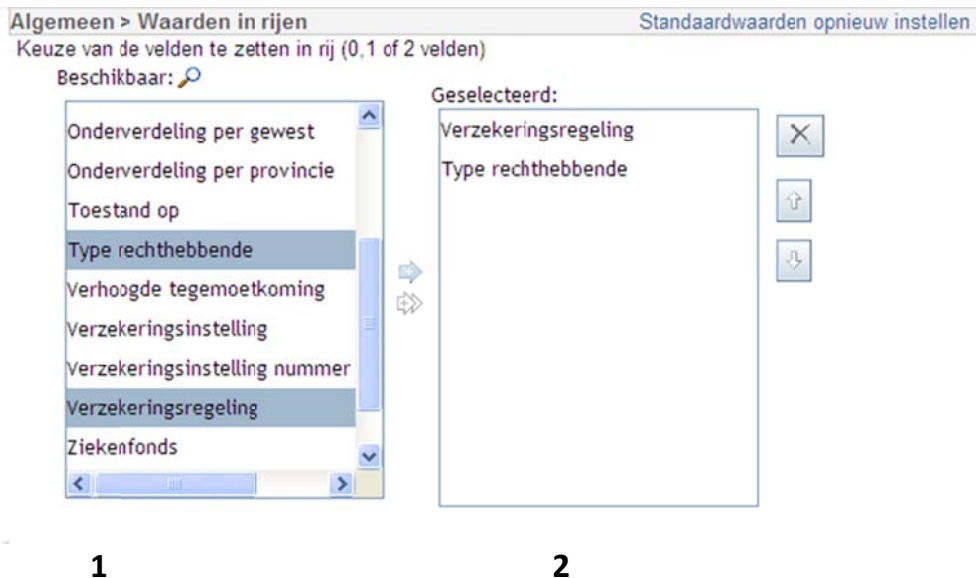 Algemeen > Waarden in rijen
Standaardwaarden opnieuw instellen
Keuze van de velden te zetten in rij (0,1 of 2 velden)
Beschikbaar:
Onderverdeling per gewest
Onderverdeling per provincie
Toestand op
Type rechthebbende
Verhoogde tegemoetkoming
Verzekeringsinstelling
Verzekeringsinstelling nummer
Verzekeringsregeling
Ziekenfonds
Geselecteerd:
Verzekeringsregeling
Type rechthebbende
1
2